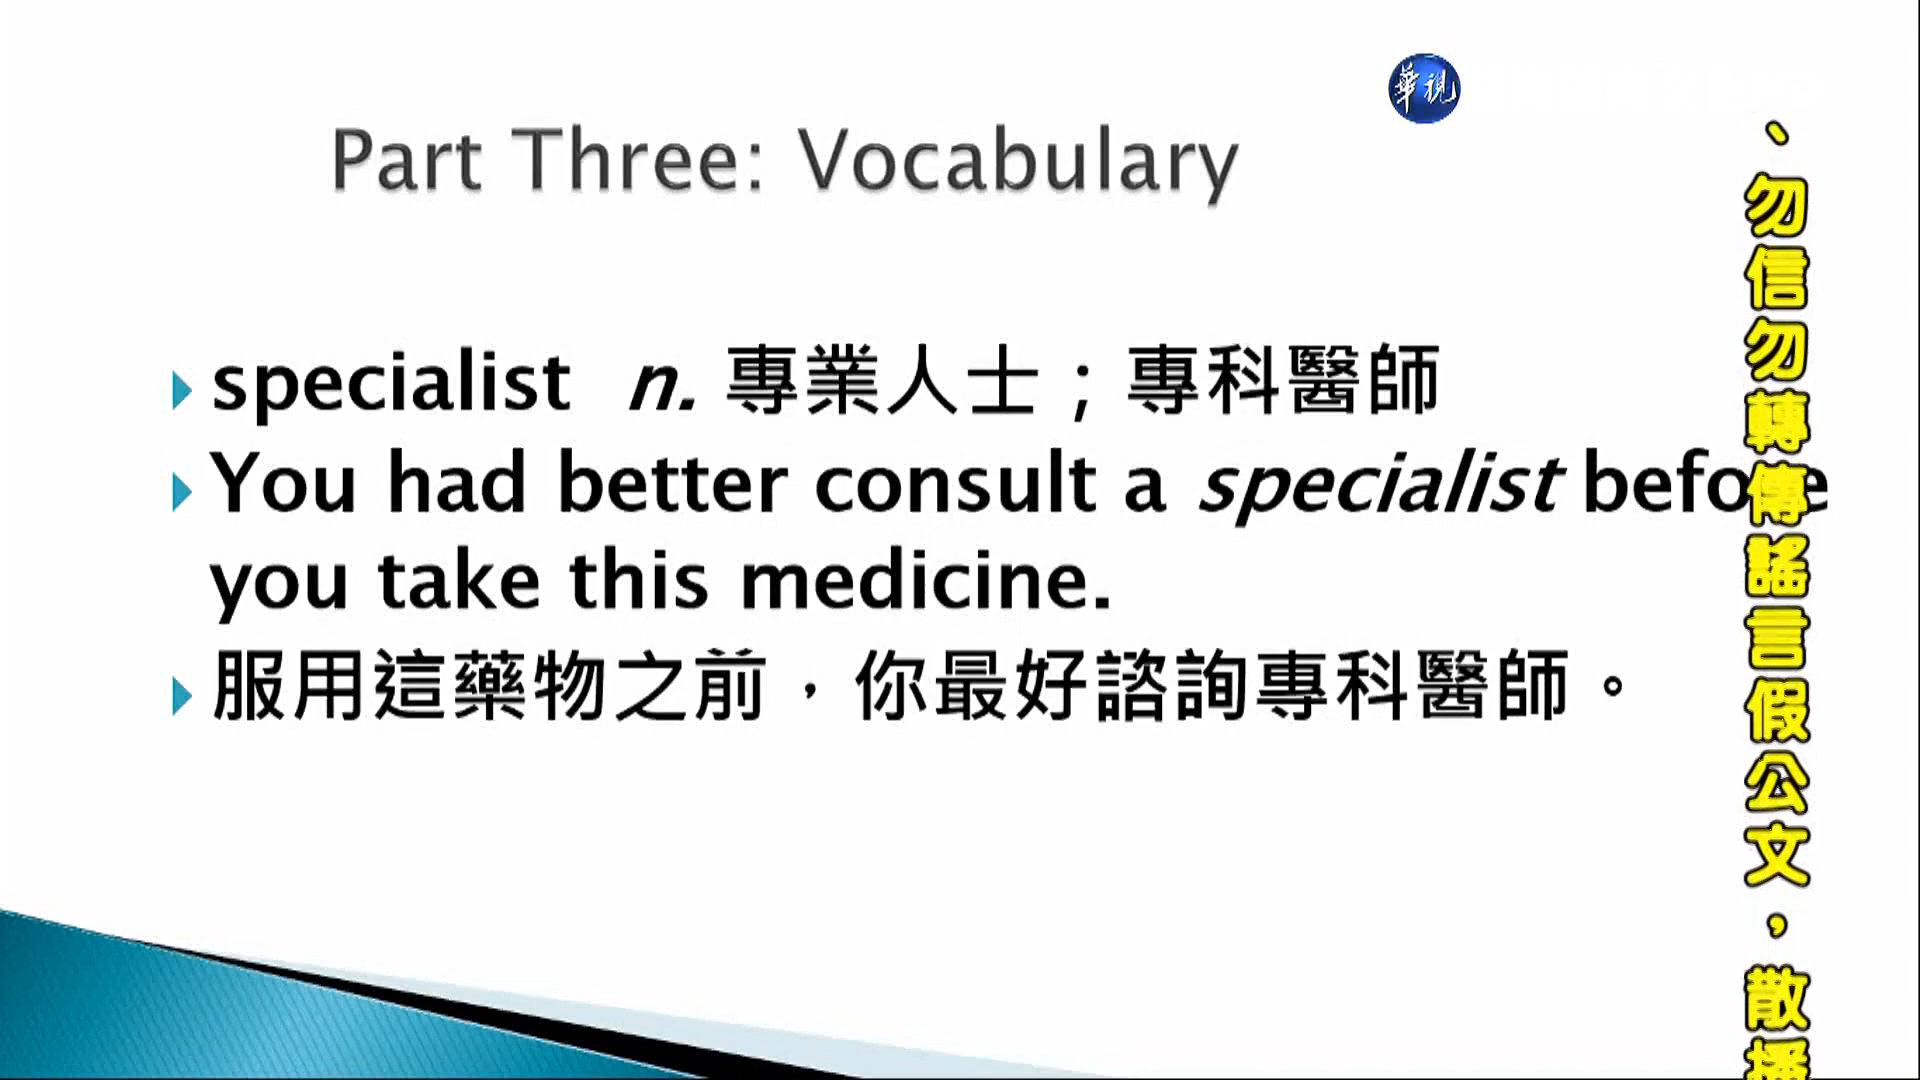 華視
Part Three: Vocabulary
specialist n. 專業人士；專科醫師
You had better consult a specialist before
you take this medicine.
服用這藥物之前，你最好諮詢專科醫師。
、勿信勿轉傳謠言假公文，散播